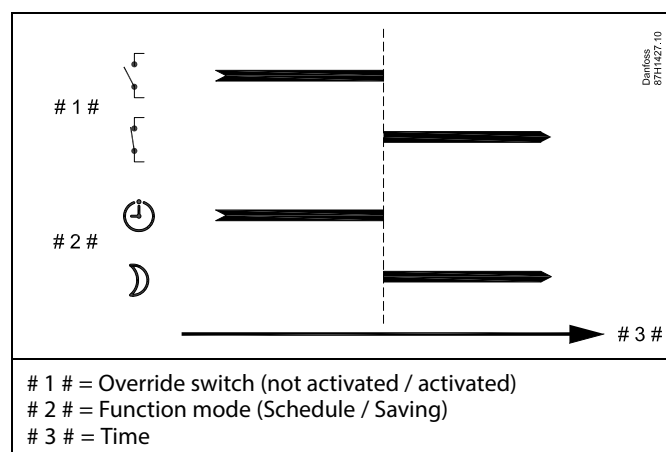 Danfoss
87H1427.10
# 1 #
# 2 #
# 3 #
# 1 # = Override switch (not activated / activated)
# 2 # = Function mode (Schedule / Saving)
# 3 # = Time